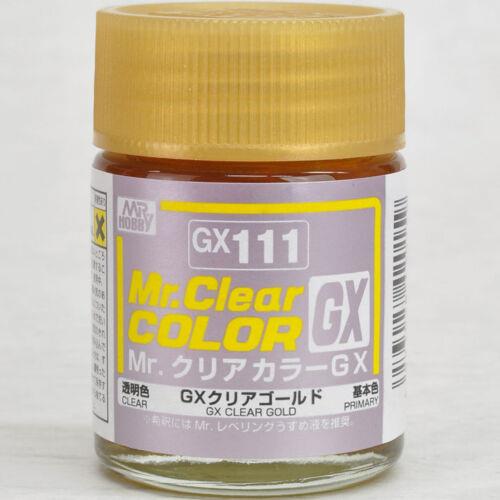 MR.
HOBBY
GX111
Mr.Clear
COLOR GX
Mr.クリアカラーGX
透明色 GXクリアゴールド 基本色
CLEAR GX CLEAR GOLD PRIMARY
☆希釈にはMr.レベリングうすめ液を推奨。